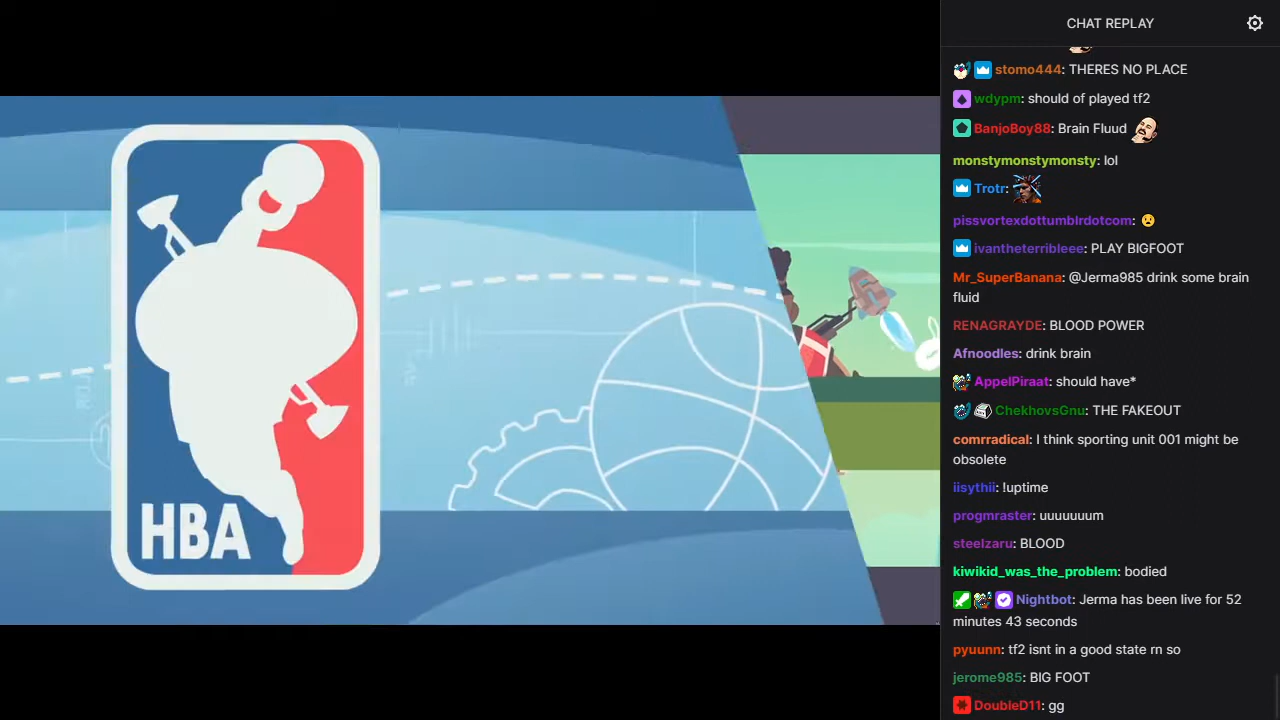 HBA
CHAT REPLAY
stomo444: THERES NO PLACE
wdypm: should of played tf2
BanjoBoy88: Brain Fluud
monstymonstymonsty: lol
Trotr:
pissvortexdottumblrdotcom: 😦
ivantheterribleee: PLAY BIGFOOT
Mr_SuperBanana: @Jerma985 drink some brain
fluid
RENAGRAYDE: BLOOD POWER
Afnoodles: drink brain
AppelPiraat: should have*
ChekhovsGnu: THE FAKEOUT
comrradical: I think sporting unit 001 might be
obsolete
iisythii: !uptime
progmraster: uuuuuuum
steelzaru: BLOOD
kiwikid_was_the_problem: bodied
Nightbot: Jerma has been live for 52
minutes 43 seconds
pyuunn: tf2 isnt in a good state rn so
jerome985: BIG FOOT
DoubleD11: gg